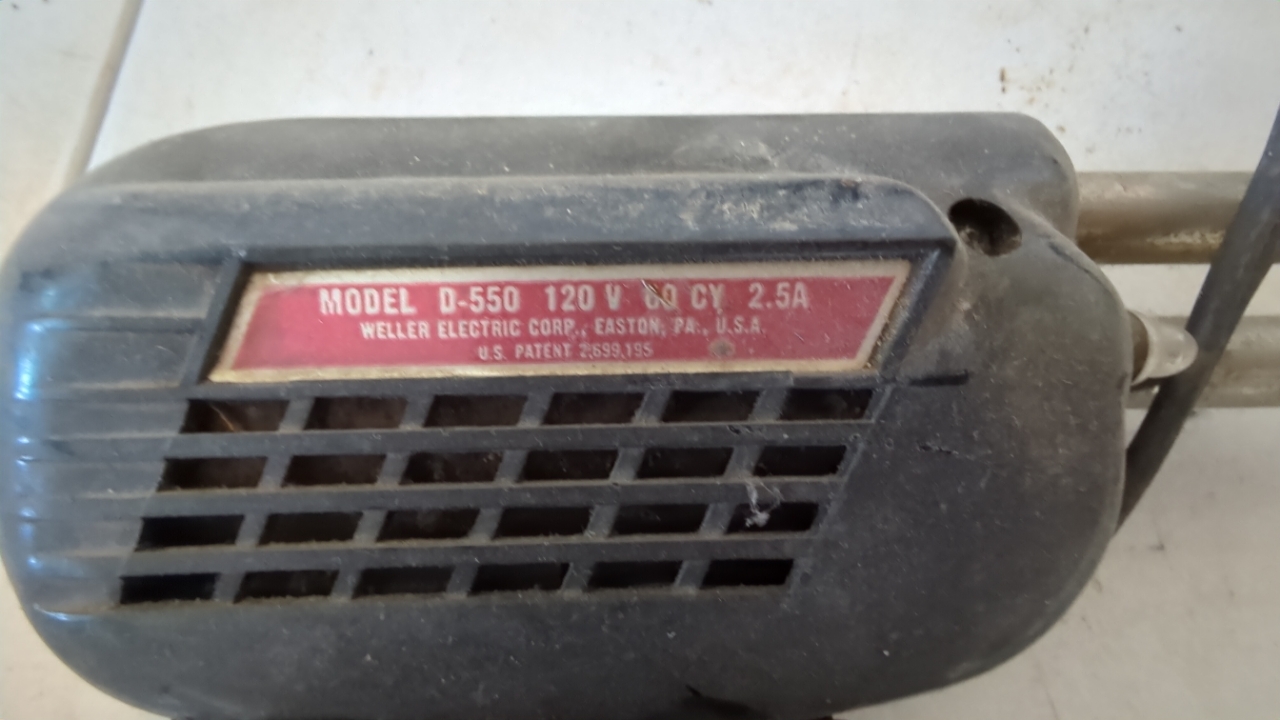 MODEL D-550 120 V 60 CY 2.5A
WELLER ELECTRIC CORP., EASTON, PA., U.S.A.
U.S. PATENT 2,699,195